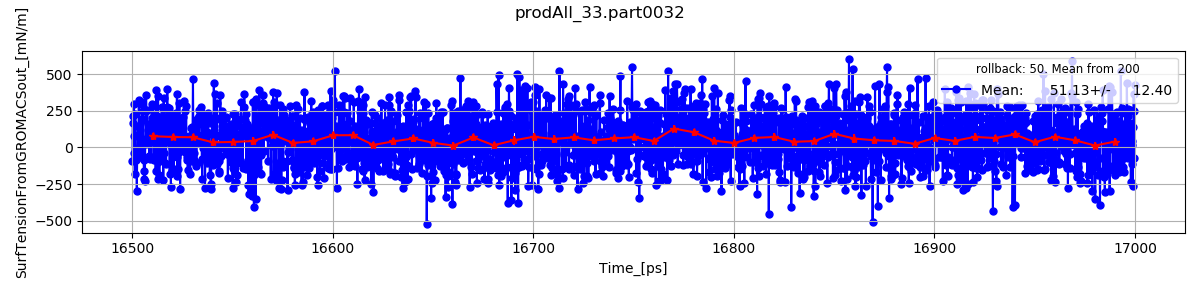 prodAll_33.part0032
SurfTensionFromGROMACSout_[mN/m]
500
250
0
−250
−500
rollback: 50. Mean from 200
Mean: 51.13+/- 12.40
16500 16600 16700 16800 16900 17000
Time_[ps]